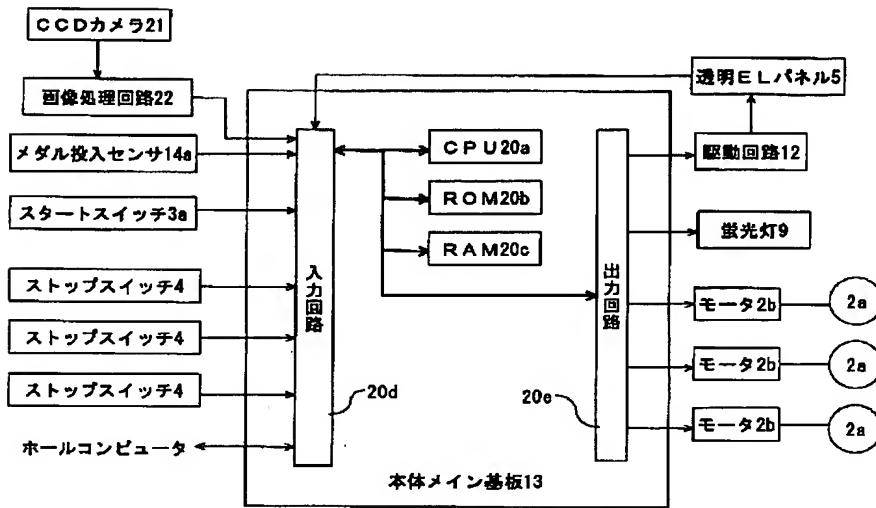 CCDカメラ21
画像処理回路22
メダル投入センサ14a
スタートスイッチ3a
ストップスイッチ4
ストップスイッチ4
ストップスイッチ4
ホールコンピュータ
入力回路
20d
CPU20a
ROM20b
RAM20c
出力回路
20e
本体メイン基板13
透明ELパネル5
駆動回路12
蛍光灯9
モータ2b
2a
モータ2b
2a
モータ2b
2a